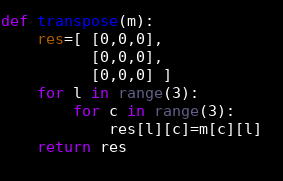 def transpose(m):
    res=[ [0,0,0],
          [0,0,0],
          [0,0,0] ]
    for l in range(3):
        for c in range(3):
            res[l][c]=m[c][l]
    return res